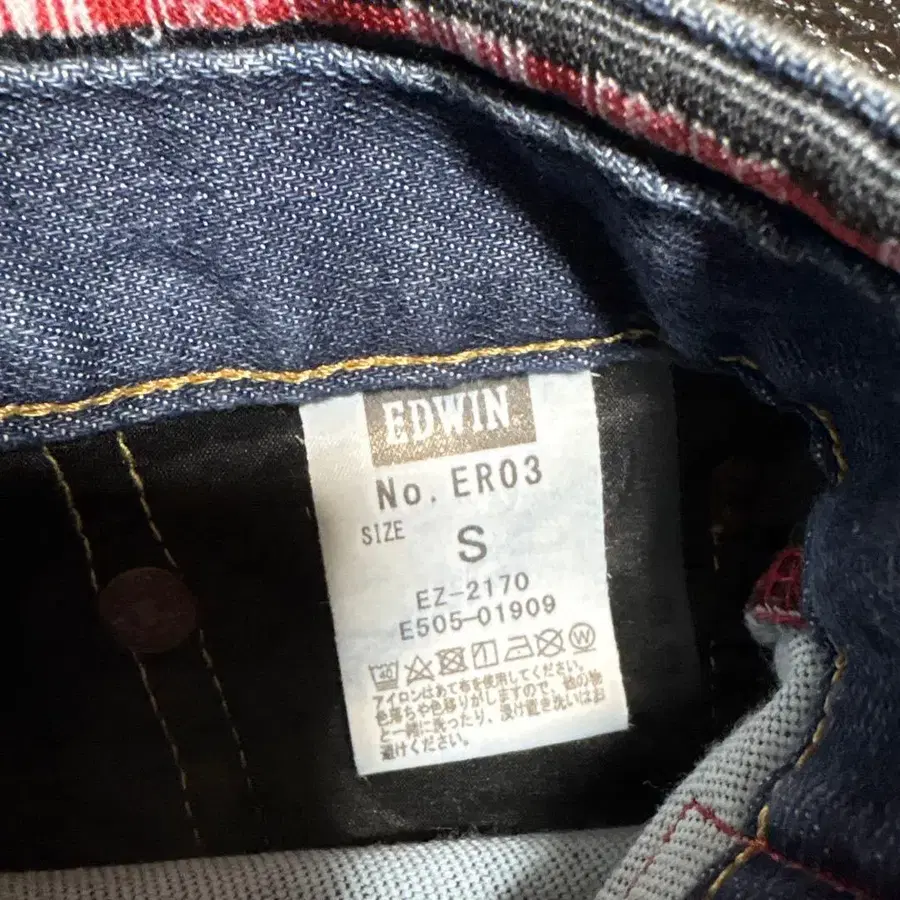 EDWIN
No. ER03
SIZE S
EZ-2170
E505-01909
40 W
アイロンはあて布を使用してください。
色落ちや色移りがしますので、他の物
と一緒に洗ったり、浸け置き洗いはお
避けください。